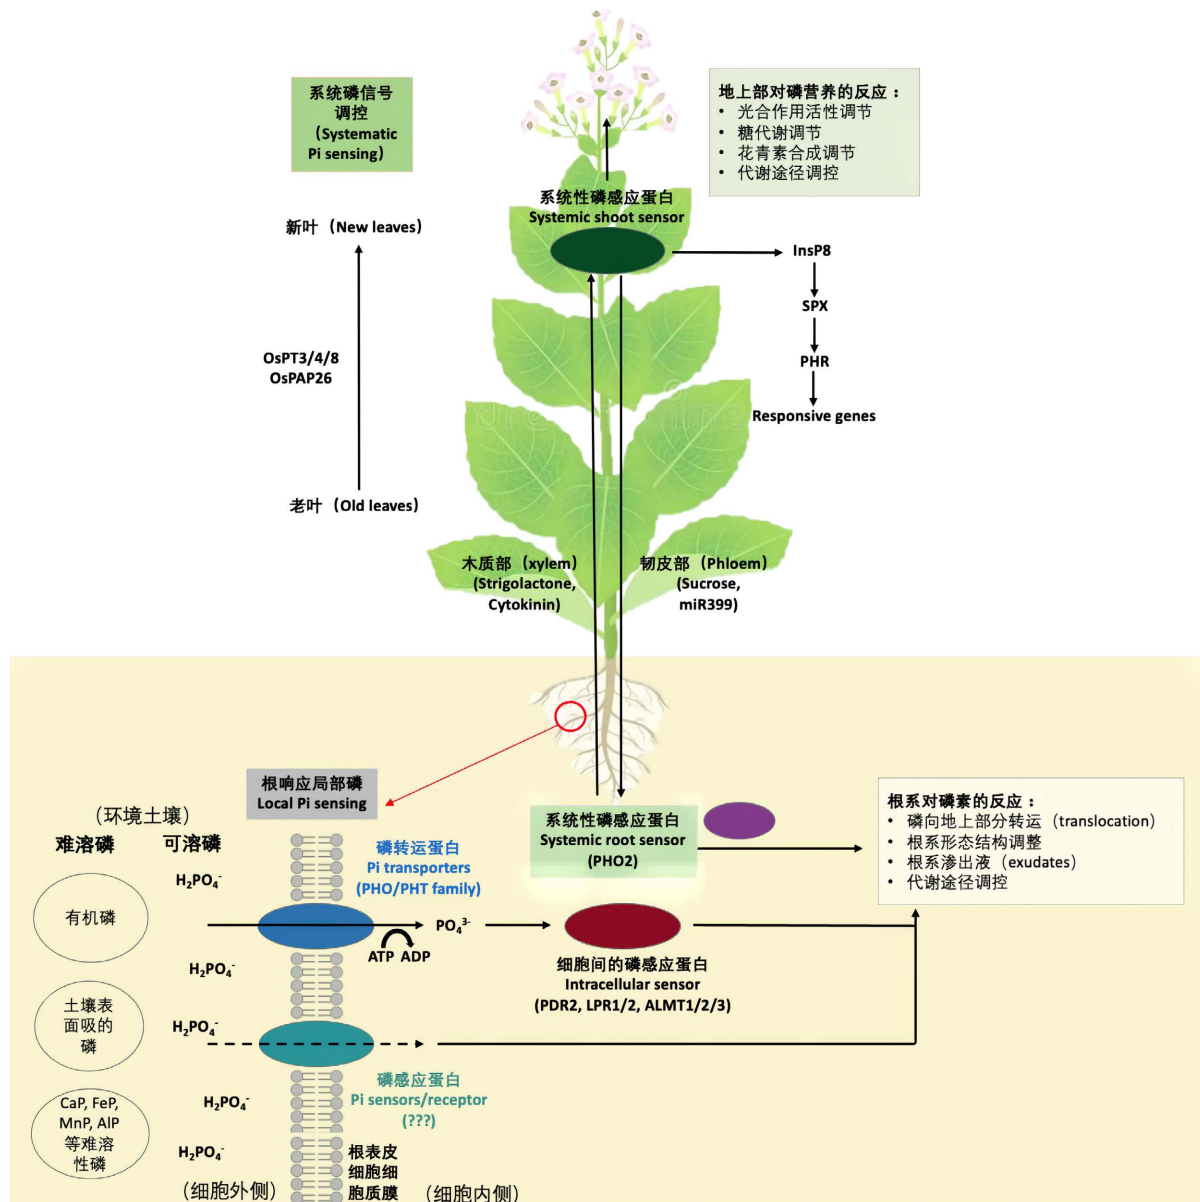 系统磷信号
调控
（Systematic
Pi sensing）
地上部对磷营养的反应：
• 光合作用活性调节
• 糖代谢调节
• 花青素合成调节
• 代谢途径调控
系统性磷感应蛋白
Systemic shoot sensor
新叶（New leaves）
InsP8
SPX
PHR
Responsive genes
OsPT3/4/8
OsPAP26
老叶（Old leaves）
木质部（xylem）
(Strigolactone,
Cytokinin)
韧皮部（Phloem）
(Sucrose,
miR399)
根响应局部磷
Local Pi sensing
（环境土壤）
难溶磷
可溶磷
系统性磷感应蛋白
Systemic root sensor
(PHO2)
根系对磷素的反应：
• 磷向地上部分转运（translocation）
• 根系形态结构调整
• 根系渗出液（exudates）
• 代谢途径调控
磷转运蛋白
Pi transporters
(PHO/PHT family)
H₂PO₄⁻
有机磷
PO₄³⁻
ATP ADP
H₂PO₄⁻
细胞间的磷感应蛋白
Intracellular sensor
(PDR2, LPR1/2, ALMT1/2/3)
土壤表
面吸的
磷
H₂PO₄⁻
磷感应蛋白
Pi sensors/receptor
(???)
H₂PO₄⁻
CaP, FeP,
MnP, AlP
等难溶
性磷
H₂PO₄⁻
根表皮
细胞细
胞质膜
（细胞外侧）
（细胞内侧）